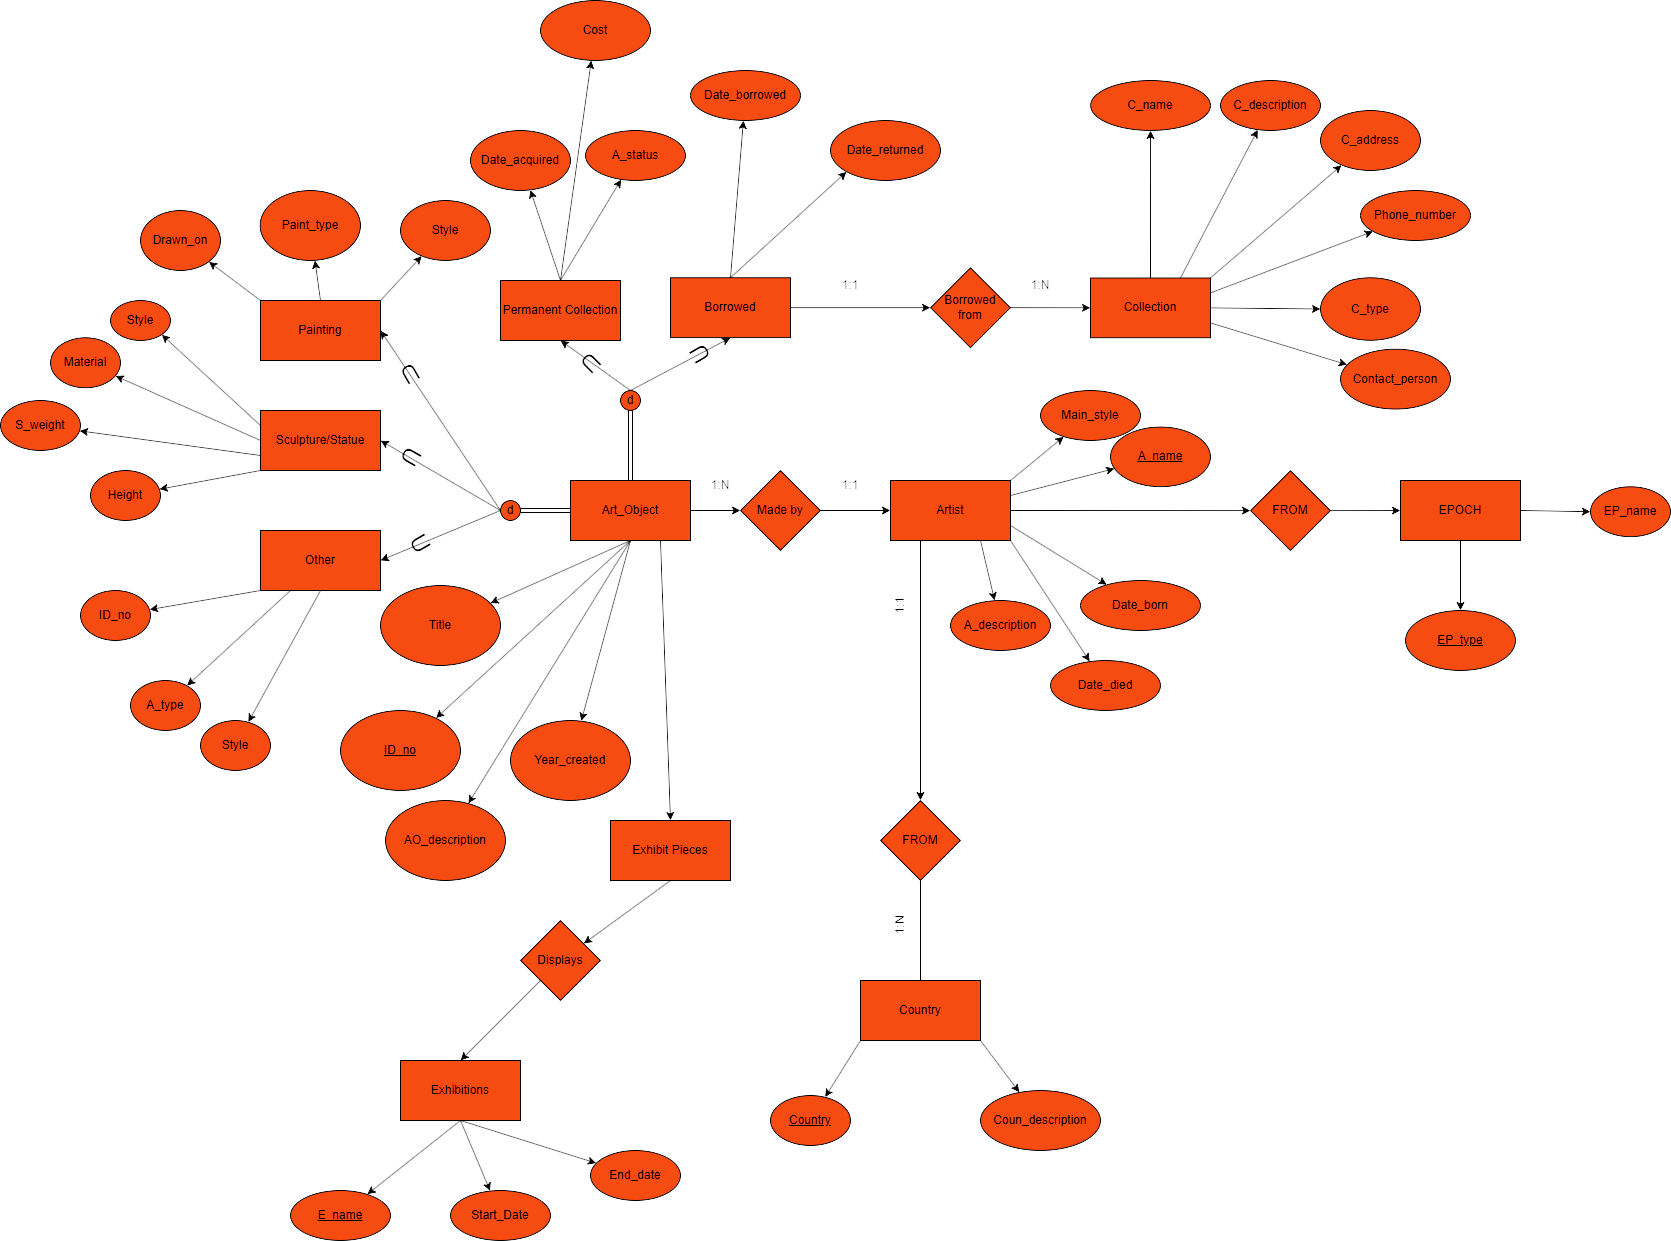 Cost
Date_borrowed
C_name
C_description
C_address
Date_returned
Date_acquired
A_status
Phone_number
Paint_type
Style
Drawn_on
1:1
1:N
Borrowed
from
Collection
C_type
Permanent Collection
Borrowed
Painting
Style
Material
Contact_person
d
S_weight
Sculpture/Statue
Main_style
A_name
Height
1:N
1:1
d
Art_Object
Made by
Artist
FROM
EPOCH
EP_name
Other
ID_no
Title
1:1
A_description
Date_born
EP_type
A_type
Date_died
Style
ID_no
Year_created
AO_description
Exhibit Pieces
FROM
1:N
Displays
Country
Exhibitions
Country
Coun_description
End_date
E_name
Start_Date